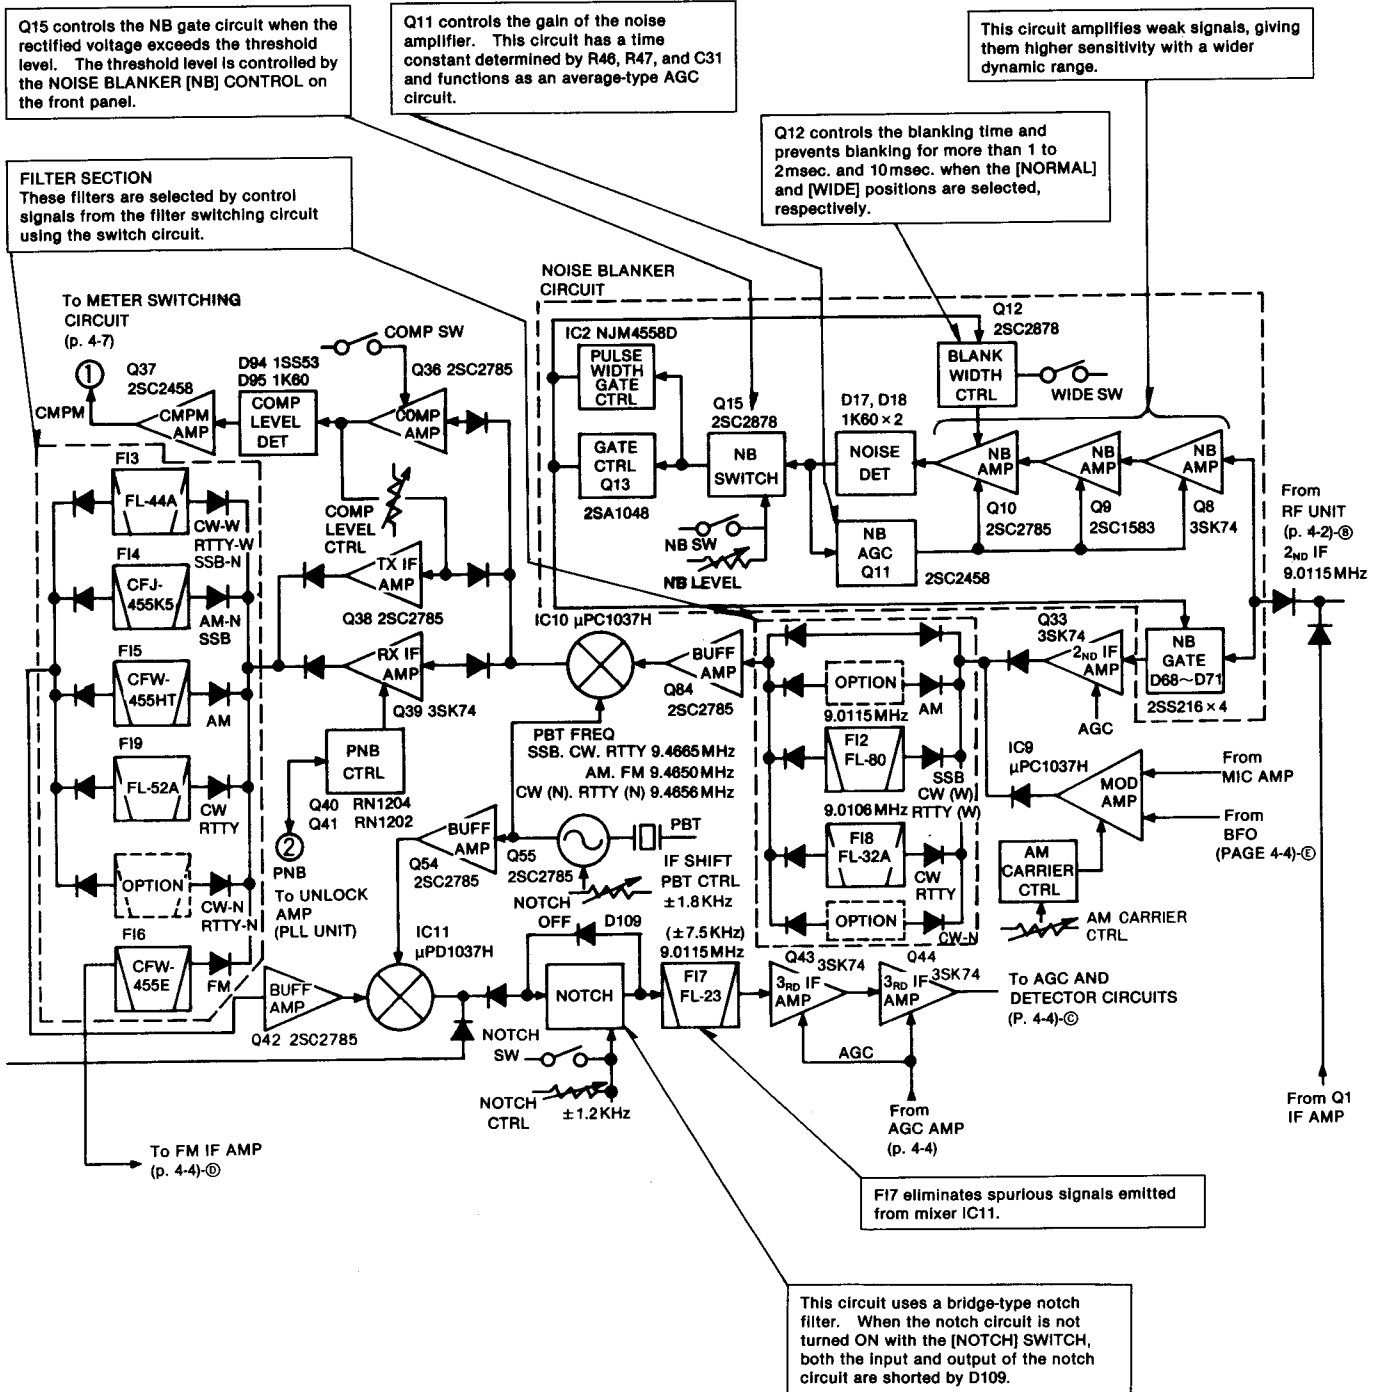 Q15 controls the NB gate circuit when the
rectified voltage exceeds the threshold
level. The threshold level is controlled by
the NOISE BLANKER [NB] CONTROL on
the front panel.
Q11 controls the gain of the noise
amplifier. This circuit has a time
constant determined by R46, R47, and C31
and functions as an average-type AGC
circuit.
This circuit amplifies weak signals, giving
them higher sensitivity with a wider
dynamic range.
Q12 controls the blanking time and
prevents blanking for more than 1 to
2msec. and 10msec. when the [NORMAL]
and [WIDE] positions are selected,
respectively.
FILTER SECTION
These filters are selected by control
signals from the filter switching circuit
using the switch circuit.
NOISE BLANKER
CIRCUIT
To METER SWITCHING
CIRCUIT
(p. 4-7)
1
CMPM
Q37
2SC2458
CMPM
AMP
D94 1SS53
D95 1K60
COMP
LEVEL
DET
COMP SW
Q36 2SC2785
COMP
AMP
COMP
LEVEL
CTRL
IC2 NJM4558D
PULSE
WIDTH
GATE
CTRL
GATE
CTRL
Q13
2SA1048
Q15
2SC2878
NB
SWITCH
NB SW
NB LEVEL
D17, D18
1K60 × 2
NOISE
DET
NB
AGC
Q11
2SC2458
Q12
2SC2878
BLANK
WIDTH
CTRL
WIDE SW
NB
AMP
Q10
2SC2785
NB
AMP
Q9
2SC1583
NB
AMP
Q8
3SK74
From
RF UNIT
(p. 4-2)-Ⓑ
2ND IF
9.0115MHz
FI3
FL-44A
CW-W
RTTY-W
SSB-N
FI4
CFJ-
455K5
AM-N
SSB
FI5
CFW-
455HT
AM
FI9
FL-52A
CW
RTTY
OPTION
CW-N
RTTY-N
FI6
CFW-
455E
FM
TX IF
AMP
Q38 2SC2785
RX IF
AMP
Q39 3SK74
PNB
CTRL
Q40 RN1204
Q41 RN1202
2
PNB
To UNLOCK
AMP
(PLL UNIT)
IC10 μPC1037H
BUFF
AMP
Q84
2SC2785
PBT FREQ
SSB. CW. RTTY 9.4665MHz
AM. FM 9.4650MHz
CW (N). RTTY (N) 9.4656MHz
BUFF
AMP
Q54
2SC2785
Q55
2SC2785
PBT
IF SHIFT
PBT CTRL
±1.8KHz
NOTCH
OFF
D109
OPTION
AM
9.0115MHz
FI2
FL-80
SSB
CW (W)
RTTY (W)
9.0106MHz
FI8
FL-32A
CW
RTTY
OPTION
CW-N
Q33
3SK74
2ND IF
AMP
AGC
NB
GATE
D68~D71
2SS216 × 4
IC9
μPC1037H
MOD
AMP
From
MIC AMP
From
BFO
(PAGE 4-4)-Ⓔ
AM
CARRIER
CTRL
AM CARRIER
CTRL
BUFF
AMP
Q42 2SC2785
IC11
μPD1037H
NOTCH
NOTCH
SW
NOTCH
CTRL
±1.2KHz
(±7.5KHz)
9.0115MHz
FI7
FL-23
Q43
3SK74
3RD IF
AMP
Q44
3SK74
3RD IF
AMP
AGC
To AGC AND
DETECTOR CIRCUITS
(P. 4-4)-Ⓒ
From
AGC AMP
(p. 4-4)
From Q1
IF AMP
To FM IF AMP
(p. 4-4)-Ⓓ
FI7 eliminates spurious signals emitted
from mixer IC11.
This circuit uses a bridge-type notch
filter. When the notch circuit is not
turned ON with the [NOTCH] SWITCH,
both the input and output of the notch
circuit are shorted by D109.